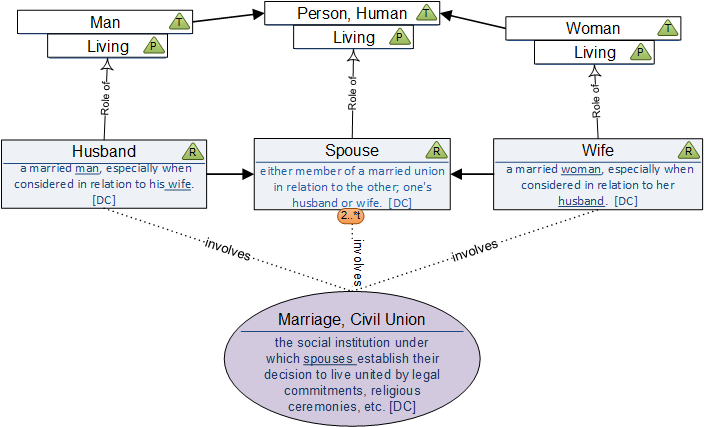 Man
T
Living
P
Person, Human
T
Living
P
Woman
T
Living
P
Role of
Role of
Role of
Husband
R
a married man, especially when
considered in relation to his wife.
[DC]
Spouse
R
either member of a married union
in relation to the other; one's
husband or wife. [DC]
2..*t
Wife
R
a married woman, especially when
considered in relation to her
husband. [DC]
involves
involves
involves
Marriage, Civil Union
the social institution under
which spouses establish their
decision to live united by legal
commitments, religious
ceremonies, etc. [DC]